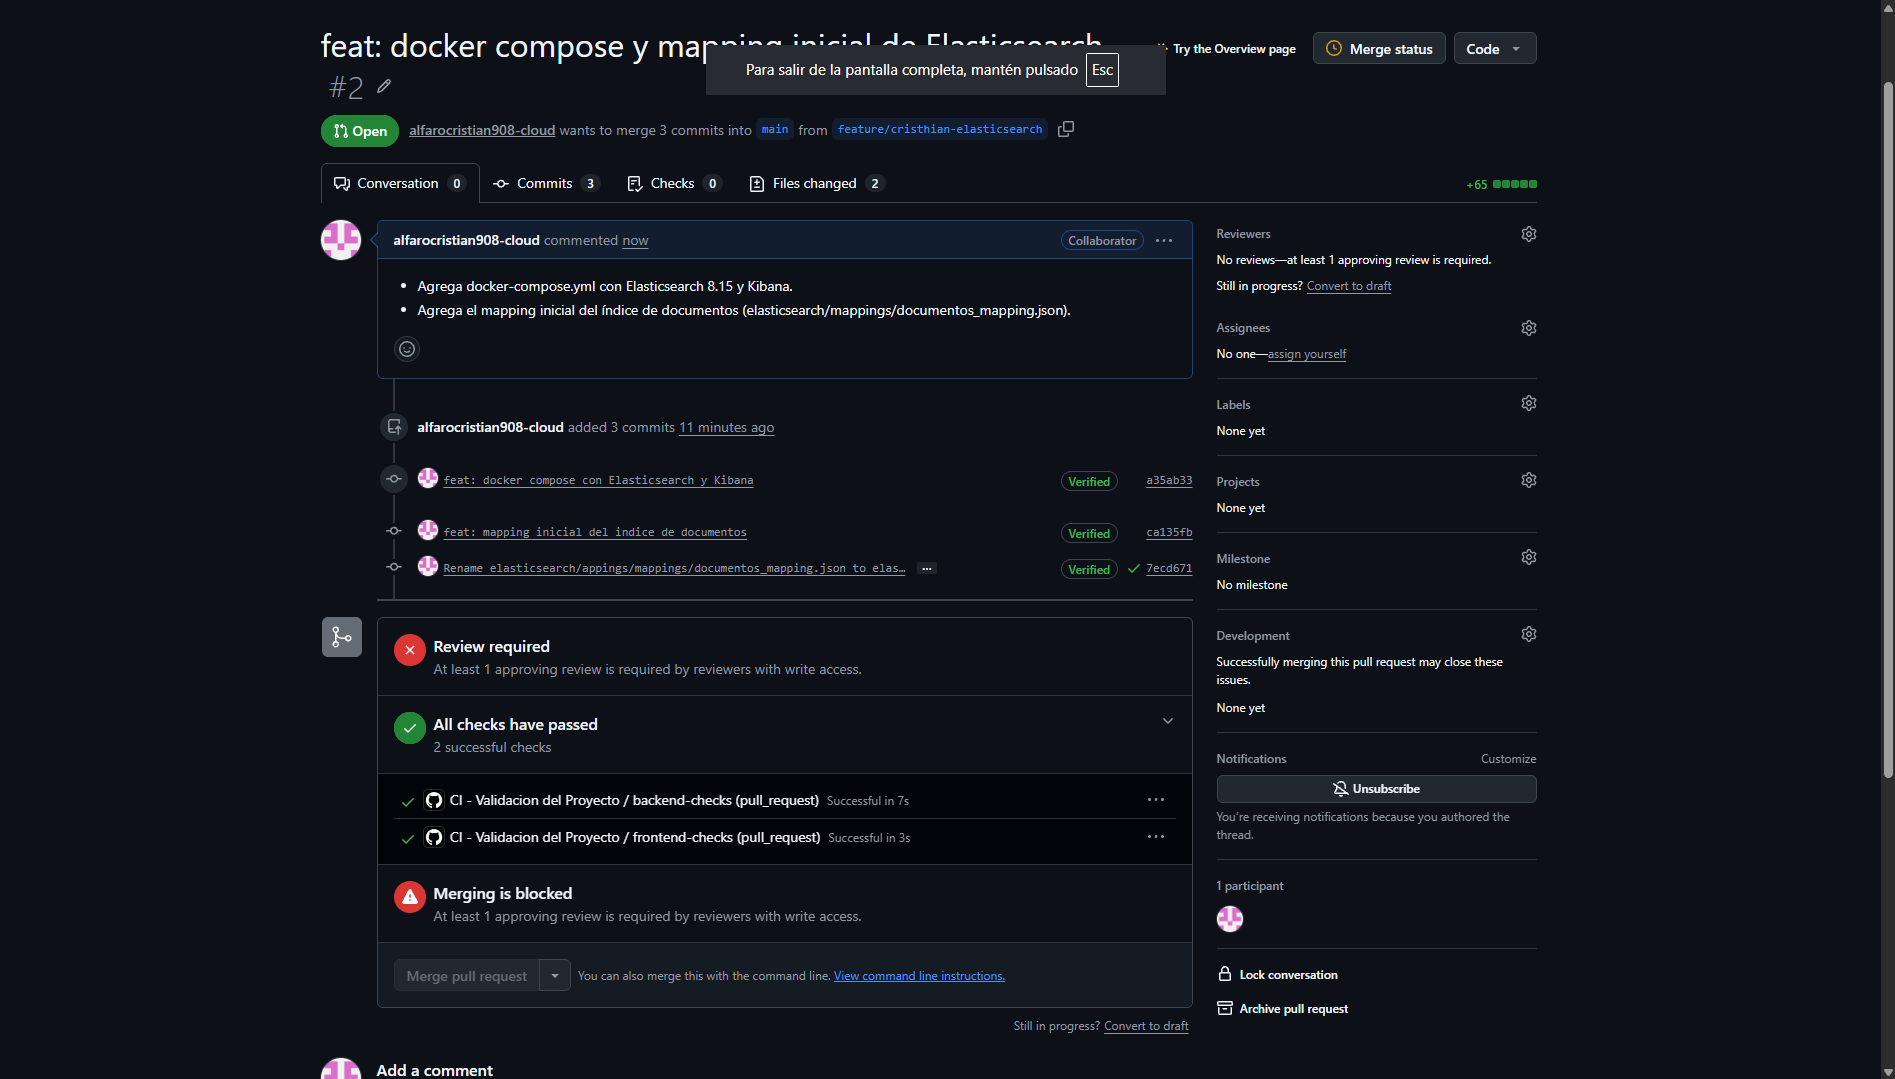 feat: docker compose y mapping inicial de Elasticsearch
#2
Para salir de la pantalla completa, mantén pulsado Esc
Try the Overview page
Merge status
Code
Open
alfarocristian908-cloud wants to merge 3 commits into main from feature/cristhian-elasticsearch
Conversation 0
Commits 3
Checks 0
Files changed 2
+65
alfarocristian908-cloud commented now
Collaborator
• Agrega docker-compose.yml con Elasticsearch 8.15 y Kibana.
• Agrega el mapping inicial del índice de documentos (elasticsearch/mappings/documentos_mapping.json).
alfarocristian908-cloud added 3 commits 11 minutes ago
feat: docker compose con Elasticsearch y Kibana
Verified
a35ab33
feat: mapping inicial del indice de documentos
Verified
ca135fb
Rename elasticsearch/appings/mappings/documentos_mapping.json to elas…
Verified
7ecd671
Review required
At least 1 approving review is required by reviewers with write access.
All checks have passed
2 successful checks
CI - Validacion del Proyecto / backend-checks (pull_request) Successful in 7s
CI - Validacion del Proyecto / frontend-checks (pull_request) Successful in 3s
Merging is blocked
At least 1 approving review is required by reviewers with write access.
Merge pull request
You can also merge this with the command line. View command line instructions.
Still in progress? Convert to draft
Add a comment
Reviewers
No reviews—at least 1 approving review is required.
Still in progress? Convert to draft
Assignees
No one—assign yourself
Labels
None yet
Projects
None yet
Milestone
No milestone
Development
Successfully merging this pull request may close these
issues.
None yet
Notifications
Customize
Unsubscribe
You're receiving notifications because you authored the
thread.
1 participant
Lock conversation
Archive pull request